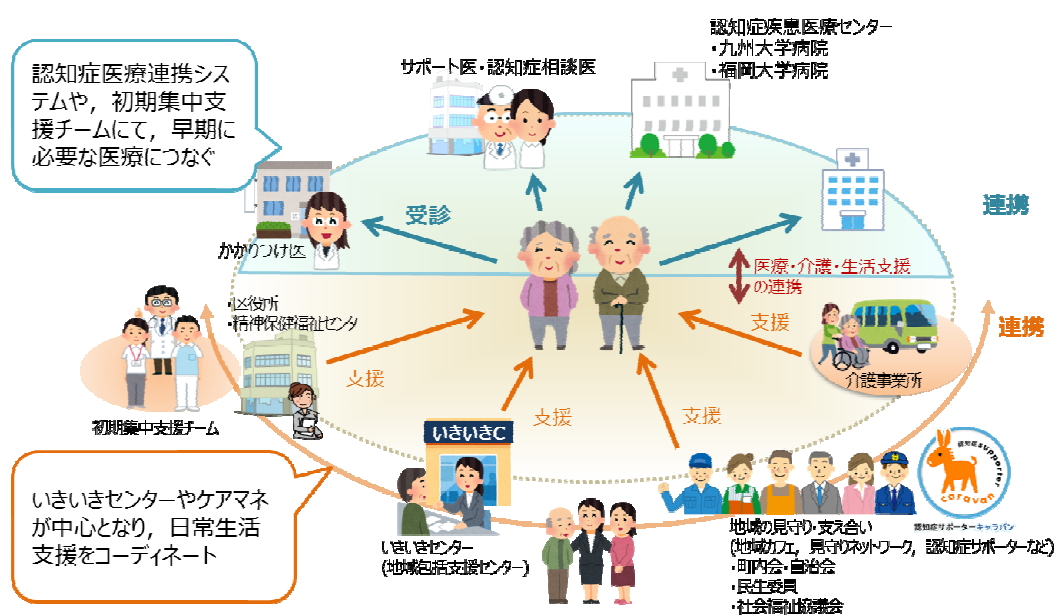 認知症疾患医療センター
・九州大学病院
・福岡大学病院
サポート医・認知症相談医
認知症医療連携シス
テムや，初期集中支
援チームにて，早期に
必要な医療につなぐ
受診
連携
かかりつけ医
医療・介護・生活支援
の連携
・区役所
・精神保健福祉センタ
支援
連携
支援
介護事業所
初期集中支援チーム
支援
支援
いきいきC
認知症supporter
caravan
認知症サポーターキャラバン
いきいきセンターやケアマネ
が中心となり，日常生活
支援をコーディネート
いきいきセンター
(地域包括支援センター)
地域の見守り・支え合い
(地域カフェ，見守りネットワーク，認知症サポーターなど)
・町内会・自治会
・民生委員
・社会福祉協議会